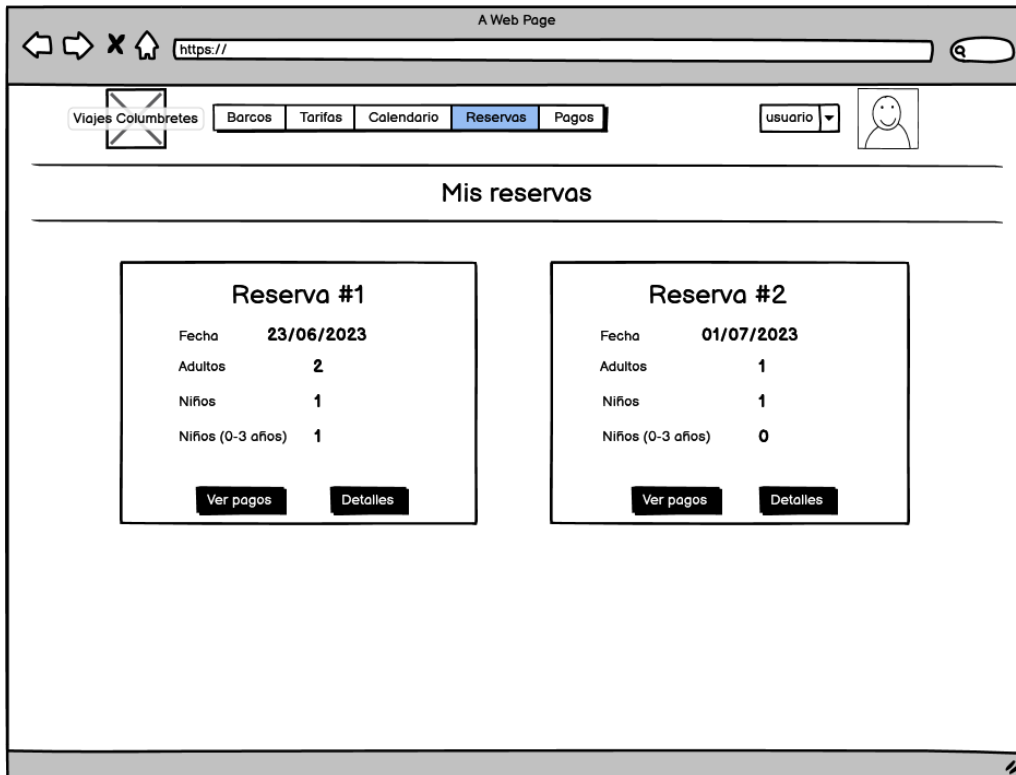 A Web Page
https://
Viajes Columbretes Barcos Tarifas Calendario Reservas Pagos usuario
Mis reservas
Reserva #1
Fecha 23/06/2023
Adultos 2
Niños 1
Niños (0-3 años) 1
Ver pagos Detalles
Reserva #2
Fecha 01/07/2023
Adultos 1
Niños 1
Niños (0-3 años) 0
Ver pagos Detalles